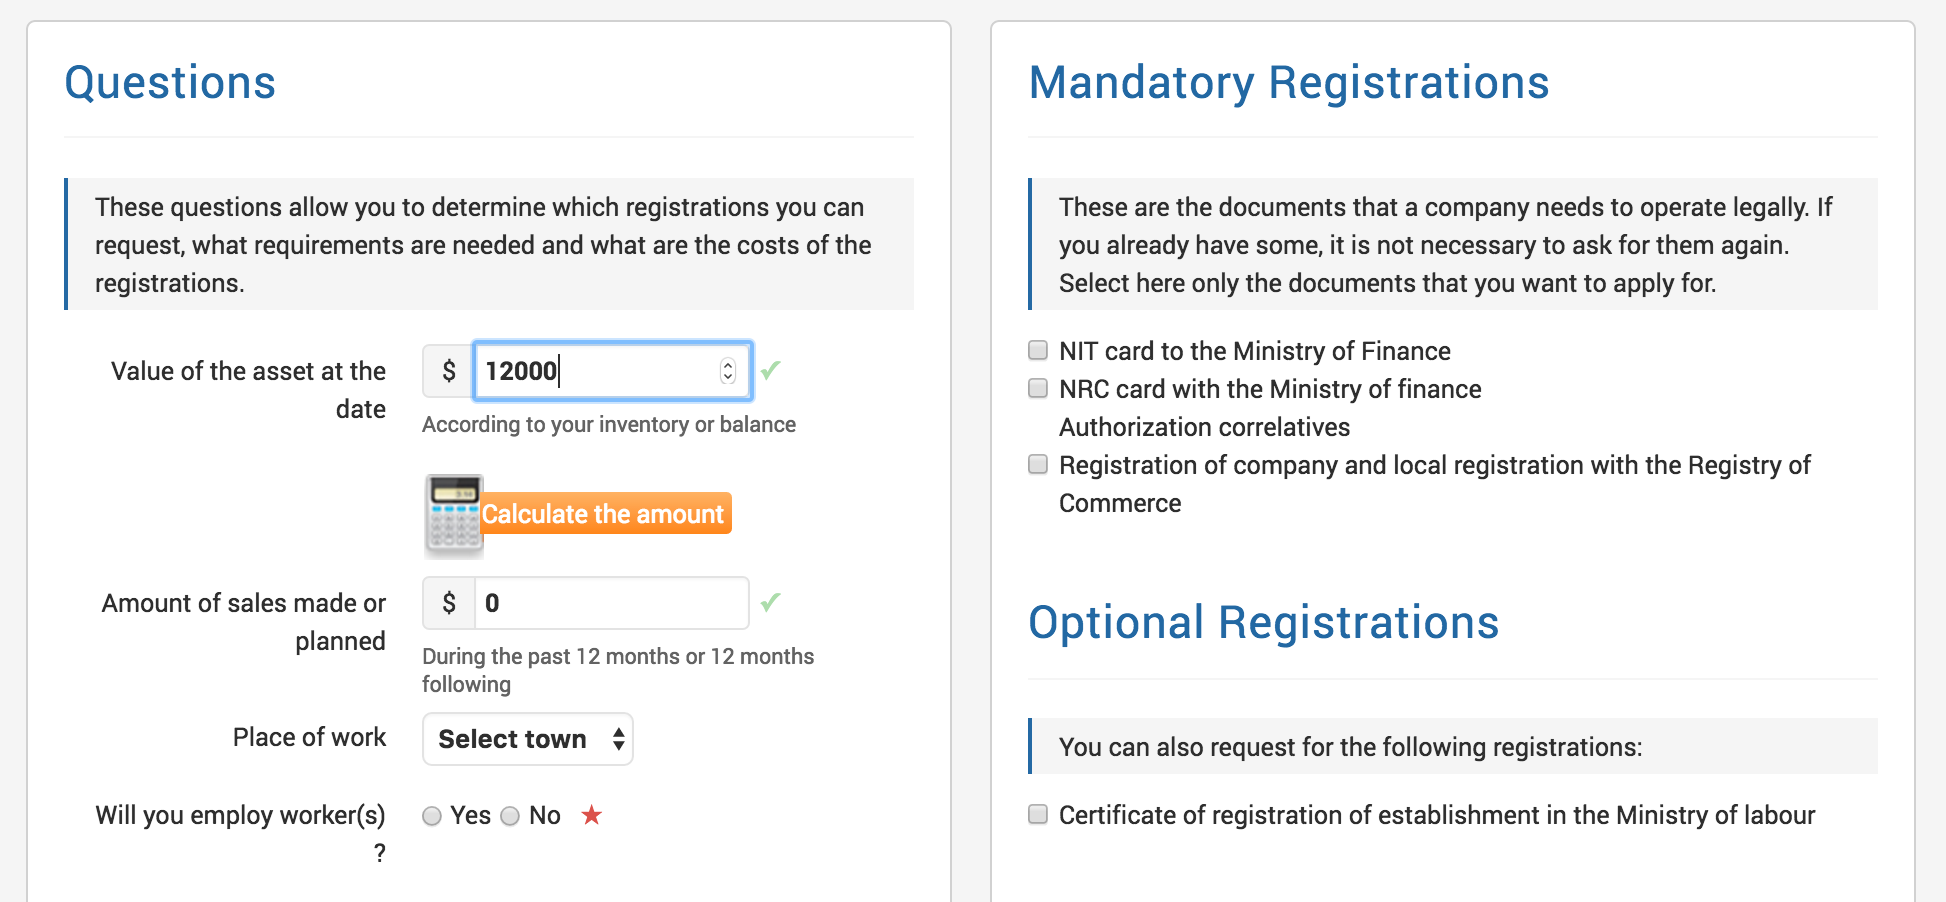 Questions
These questions allow you to determine which registrations you can
request, what requirements are needed and what are the costs of the
registrations.
Value of the asset at the
date
$ 12000
According to your inventory or balance
Calculate the amount
Amount of sales made or
planned
$ 0
During the past 12 months or 12 months
following
Place of work
Select town
Will you employ worker(s)
?
Yes No
Mandatory Registrations
These are the documents that a company needs to operate legally. If
you already have some, it is not necessary to ask for them again.
Select here only the documents that you want to apply for.
NIT card to the Ministry of Finance
NRC card with the Ministry of finance
Authorization correlatives
Registration of company and local registration with the Registry of
Commerce
Optional Registrations
You can also request for the following registrations:
Certificate of registration of establishment in the Ministry of labour